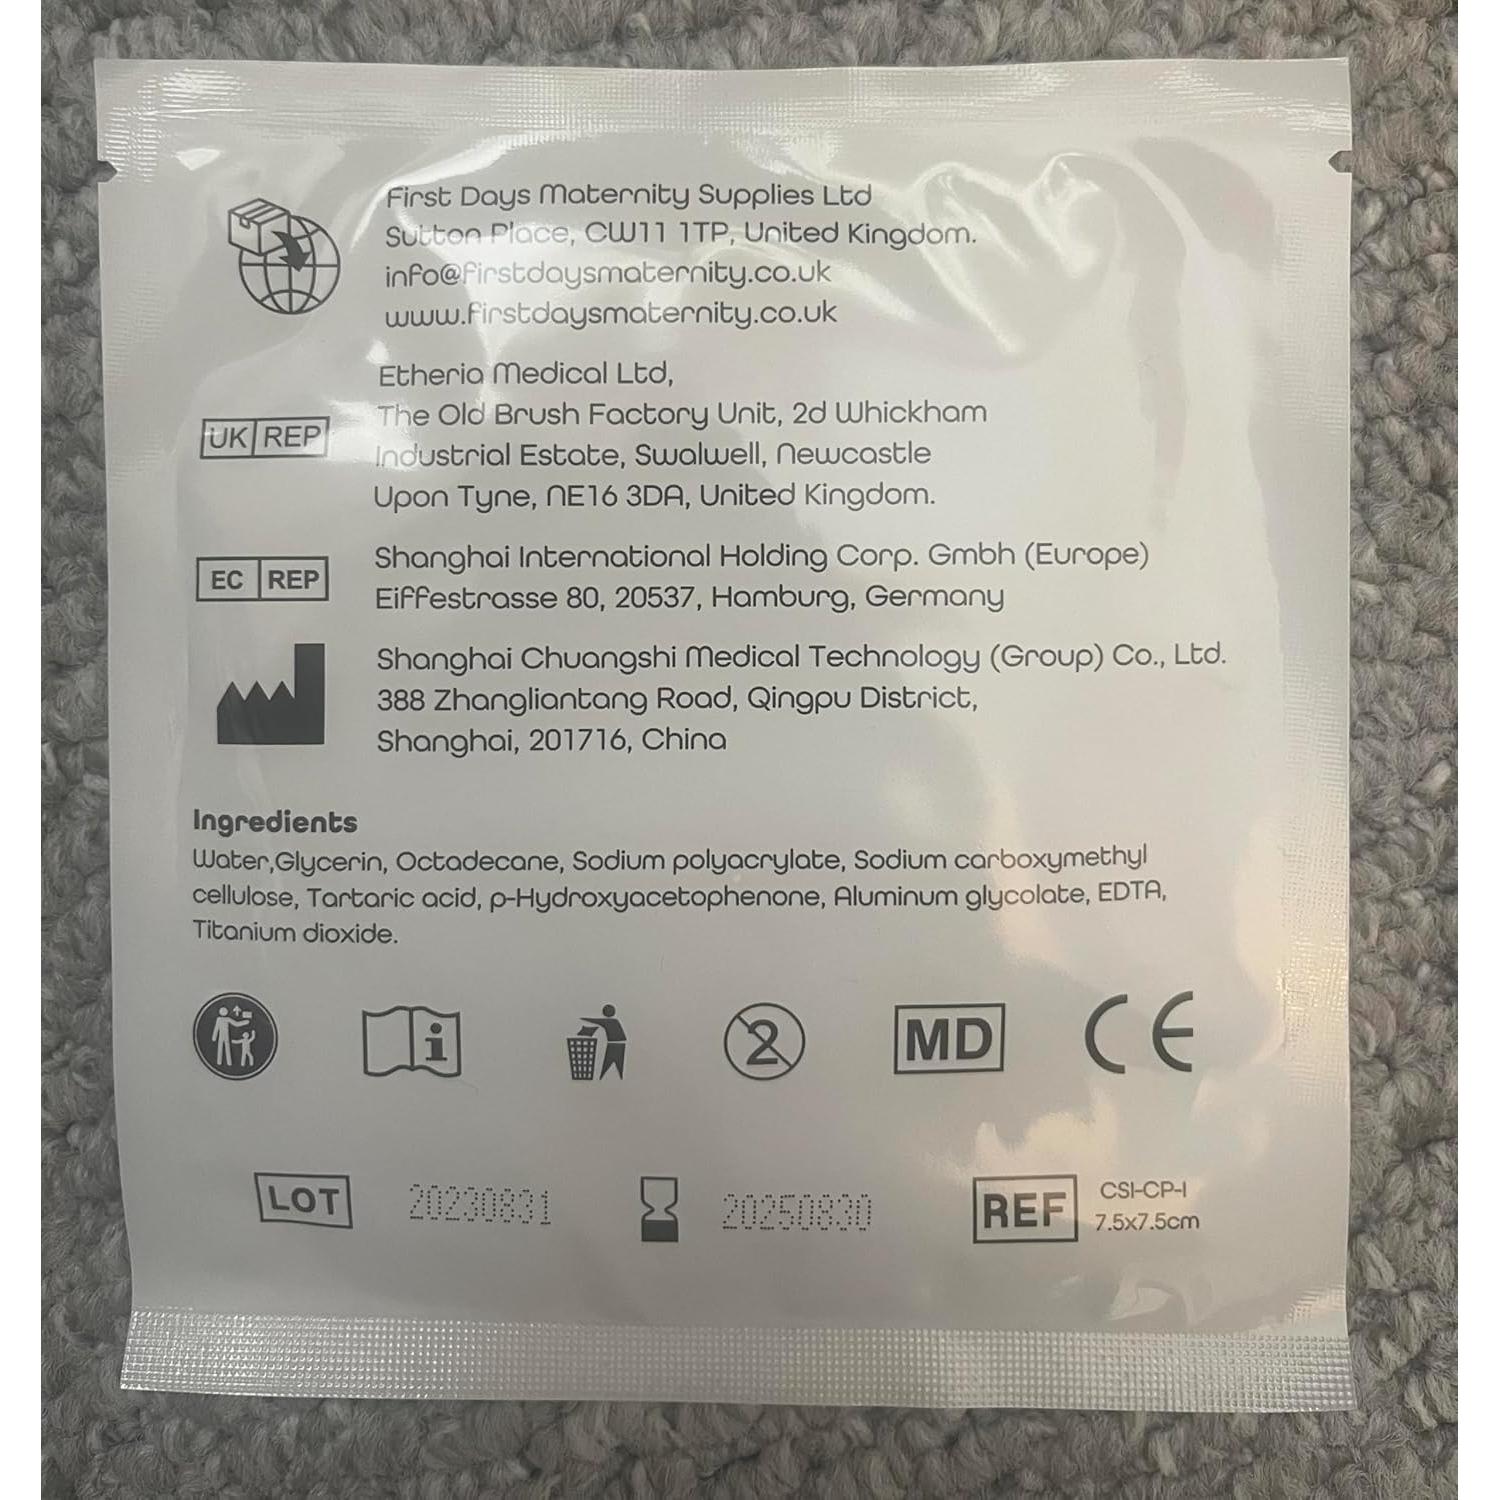 First Days Maternity Supplies Ltd
Sutton Place, CW11 1TP, United Kingdom.
info@firstdaysmaternity.co.uk
www.firstdaysmaternity.co.uk
Etheria Medical Ltd,
The Old Brush Factory Unit, 2d Whickham
UK REP
Industrial Estate, Swalwell, Newcastle
Upon Tyne, NE16 3DA, United Kingdom.
Shanghai International Holding Corp. Gmbh (Europe)
EC REP
Eiffestrasse 80, 20537, Hamburg, Germany
Shanghai Chuangshi Medical Technology (Group) Co., Ltd.
388 Zhangliantang Road, Qingpu District,
Shanghai, 201716, China
Ingredients
Water,Glycerin, Octadecane, Sodium polyacrylate, Sodium carboxymethyl
cellulose, Tartaric acid, p-Hydroxyacetophenone, Aluminum glycolate, EDTA,
Titanium dioxide.
i 2 MD CE
LOT 20230831 20250830 REF CSI-CP-I
7.5x7.5cm